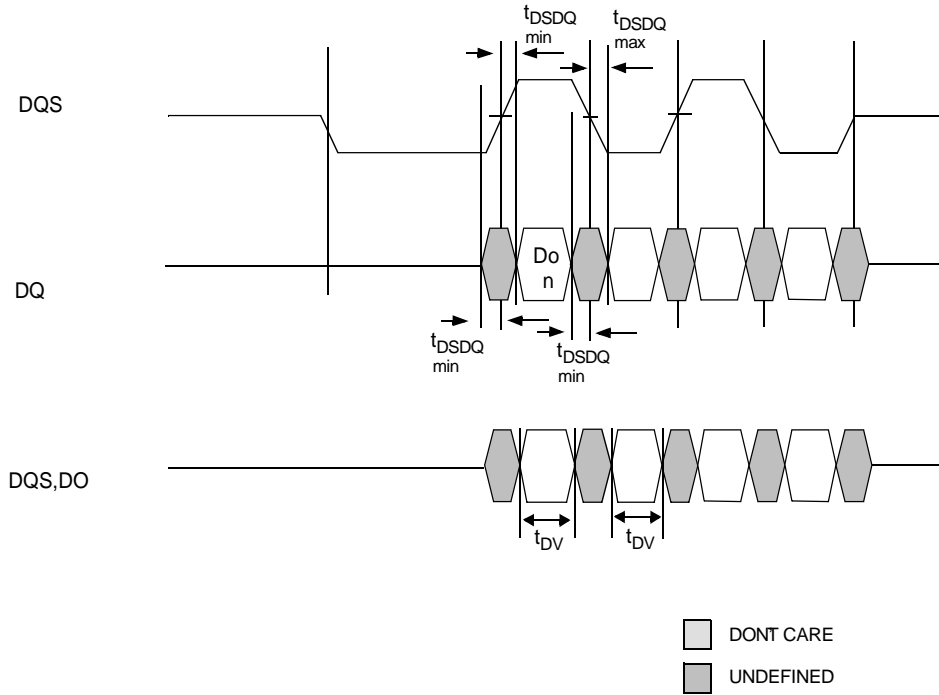 tDSDQ
min
tDSDQ
max
DQS
Do
n
DQ
tDSDQ
min
tDSDQ
min
DQS,DO
tDV
tDV
DONT CARE
UNDEFINED